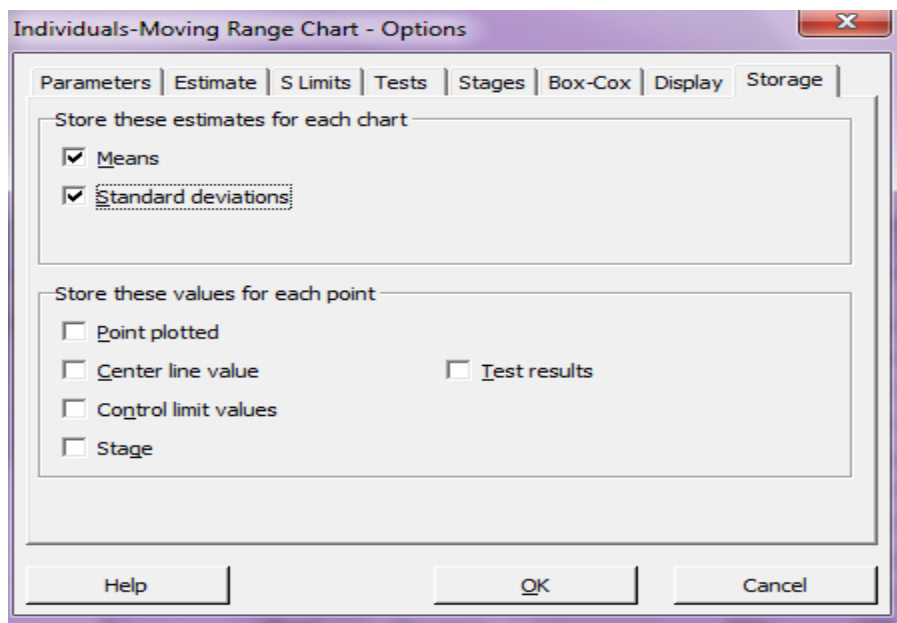 Individuals-Moving Range Chart - Options
Parameters Estimate S Limits Tests Stages Box-Cox Display Storage
Store these estimates for each chart
Means
Standard deviations
Store these values for each point
Point plotted
Center line value Test results
Control limit values
Stage
Help OK Cancel